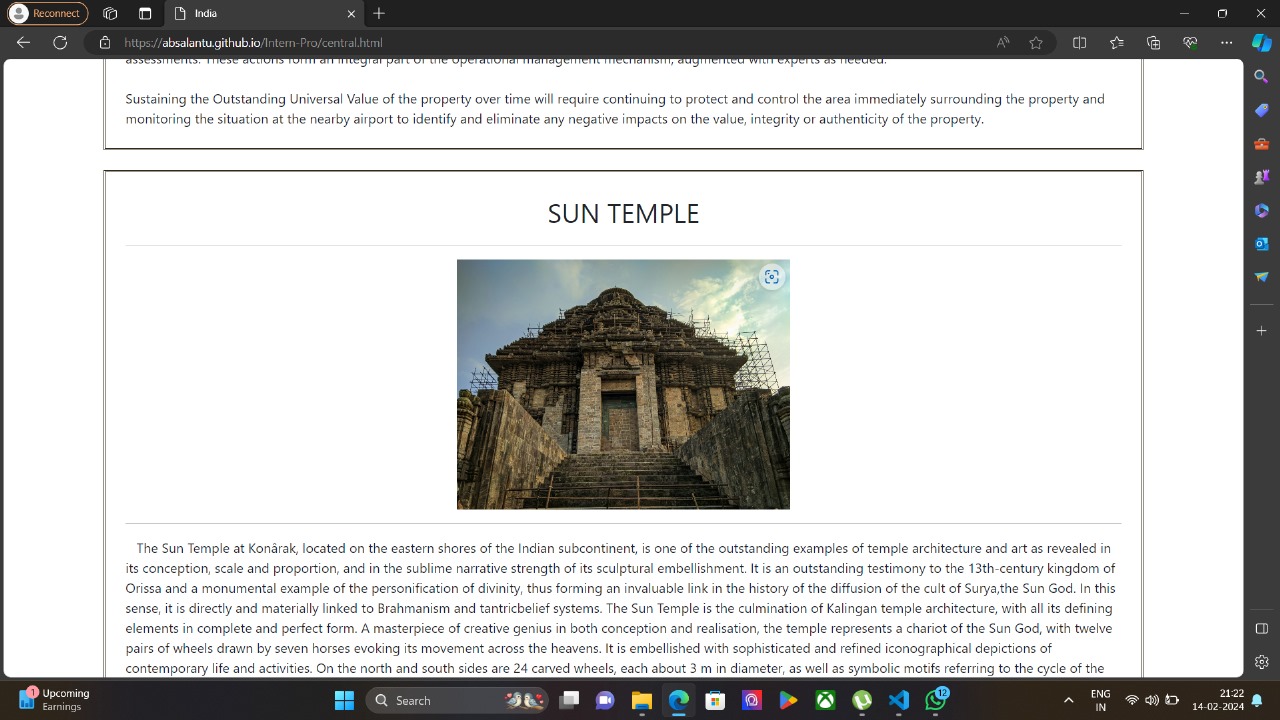 Reconnect
India
https://absalantu.github.io/Intern-Pro/central.html
assessments. These actions form an integral part of the operational management mechanism, augmented with experts as needed.
Sustaining the Outstanding Universal Value of the property over time will require continuing to protect and control the area immediately surrounding the property and
monitoring the situation at the nearby airport to identify and eliminate any negative impacts on the value, integrity or authenticity of the property.
SUN TEMPLE
The Sun Temple at Konârak, located on the eastern shores of the Indian subcontinent, is one of the outstanding examples of temple architecture and art as revealed in
its conception, scale and proportion, and in the sublime narrative strength of its sculptural embellishment. It is an outstanding testimony to the 13th-century kingdom of
Orissa and a monumental example of the personification of divinity, thus forming an invaluable link in the history of the diffusion of the cult of Surya,the Sun God. In this
sense, it is directly and materially linked to Brahmanism and tantricbelief systems. The Sun Temple is the culmination of Kalingan temple architecture, with all its defining
elements in complete and perfect form. A masterpiece of creative genius in both conception and realisation, the temple represents a chariot of the Sun God, with twelve
pairs of wheels drawn by seven horses evoking its movement across the heavens. It is embellished with sophisticated and refined iconographical depictions of
contemporary life and activities. On the north and south sides are 24 carved wheels, each about 3 m in diameter, as well as symbolic motifs referring to the cycle of the
1
Upcoming
Earnings
Search
12
ENG
IN
21:22
14-02-2024